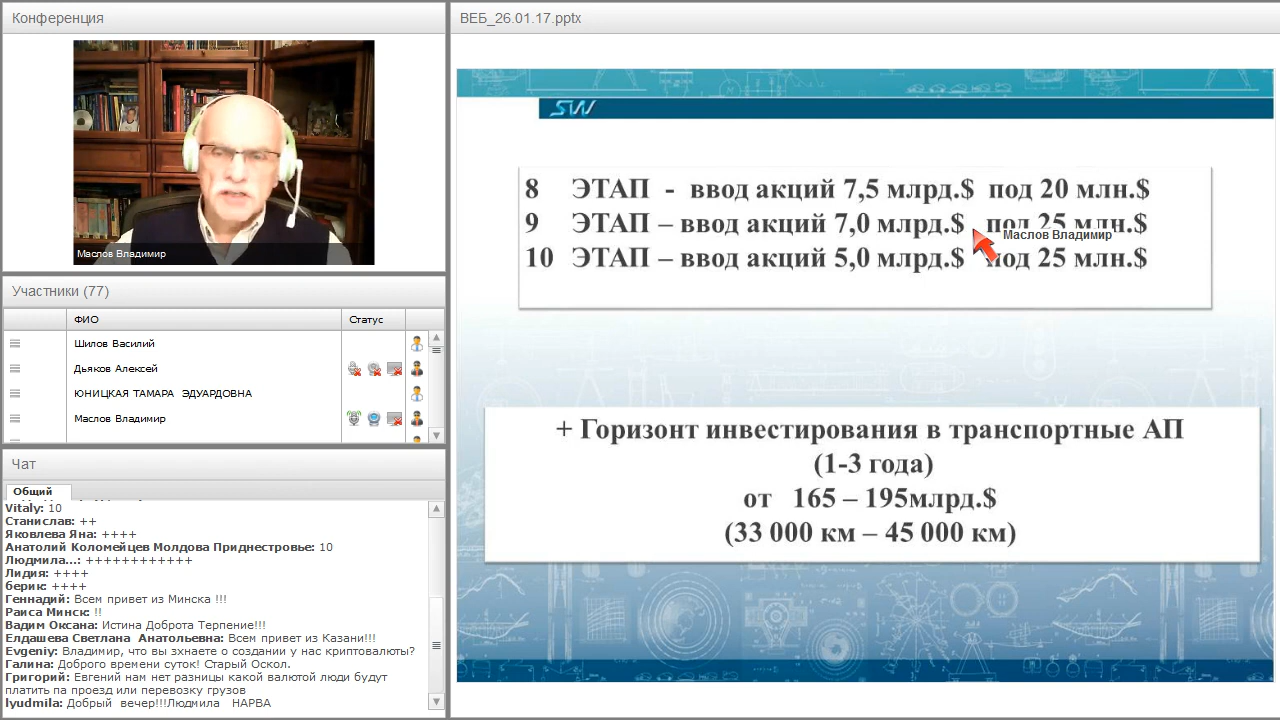 Конференция
Маслов Владимир
Участники (77)
ФИО
Статус
Шилов Василий
Дьяков Алексей
ЮНИЦКАЯ ТАМАРА ЭДУАРДОВНА
Маслов Владимир
Чат
Общий
Vitaly: 10
Станислав: ++
Яковлева Яна: ++++
Анатолий Коломейцев Молдова Приднестровье: 10
Людмила...: ++++++++++++
Лидия: ++++
берик: ++++
Геннадий: Всем привет из Минска !!!
Раиса Минск: !!
Вадим Оксана: Истина Доброта Терпение!!!
Елдашева Светлана Анатольевна: Всем привет из Казани!!!
Evgeniy: Владимир, что вы зхнаете о создании у нас криптовалюты?
Галина: Доброго времени суток! Старый Оскол.
Григорий: Евгений нам нет разницы какой валютой люди будут
платить па проезд или перевозку грузов
lyudmila: Добрый вечер!!!Людмила НАРВА
ВЕБ_26.01.17.pptx
SW
8 ЭТАП - ввод акций 7,5 млрд.$ под 20 млн.$
9 ЭТАП – ввод акций 7,0 млрд.$ под 25 млн.$
Маслов Владимир
10 ЭТАП – ввод акций 5,0 млрд.$ под 25 млн.$
+ Горизонт инвестирования в транспортные АП
(1-3 года)
от 165 – 195млрд.$
(33 000 км – 45 000 км)